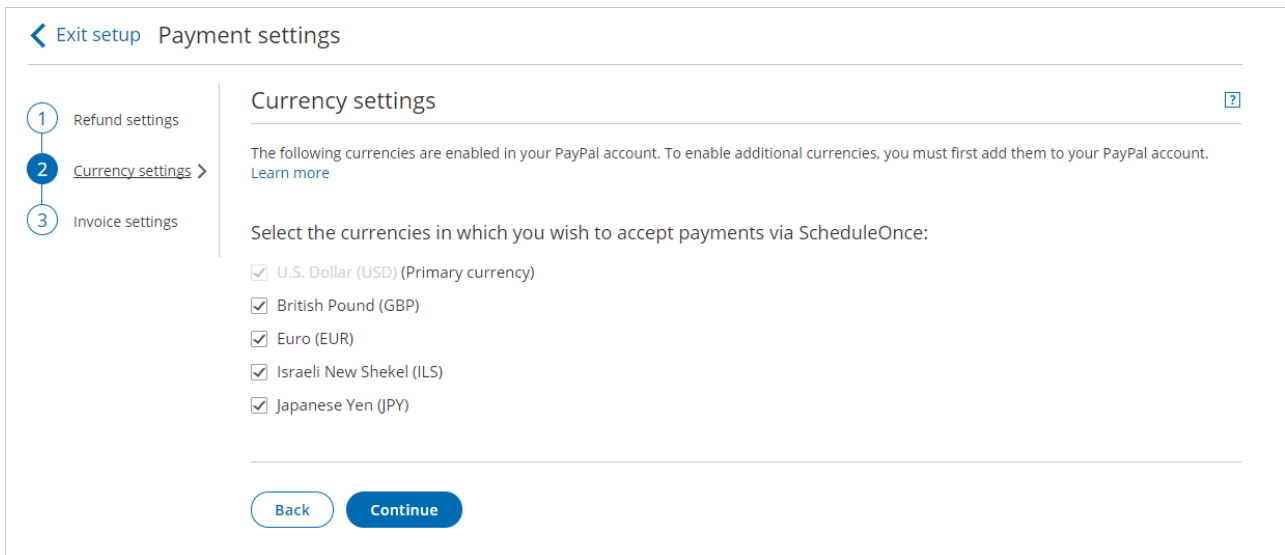 Exit setup Payment settings
1 Refund settings
2 Currency settings
3 Invoice settings
Currency settings ?
The following currencies are enabled in your PayPal account. To enable additional currencies, you must first add them to your PayPal account.
Learn more
Select the currencies in which you wish to accept payments via ScheduleOnce:
U.S. Dollar (USD) (Primary currency)
British Pound (GBP)
Euro (EUR)
Israeli New Shekel (ILS)
Japanese Yen (JPY)
Back Continue